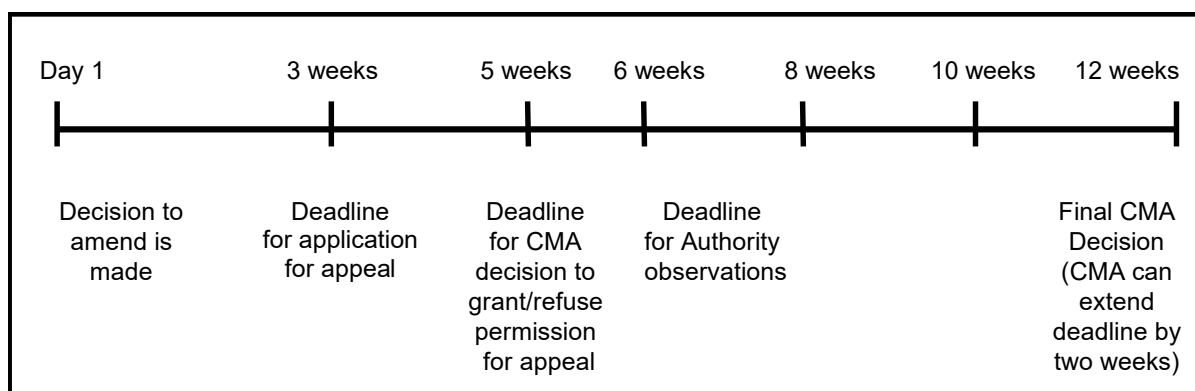 Day 1
3 weeks
5 weeks
6 weeks
8 weeks
10 weeks
12 weeks
Decision to
amend is
made
Deadline
for application
for appeal
Deadline
for CMA
decision to
grant/refuse
permission
for appeal
Deadline
for Authority
observations
Final CMA
Decision
(CMA can
extend
deadline by
two weeks)